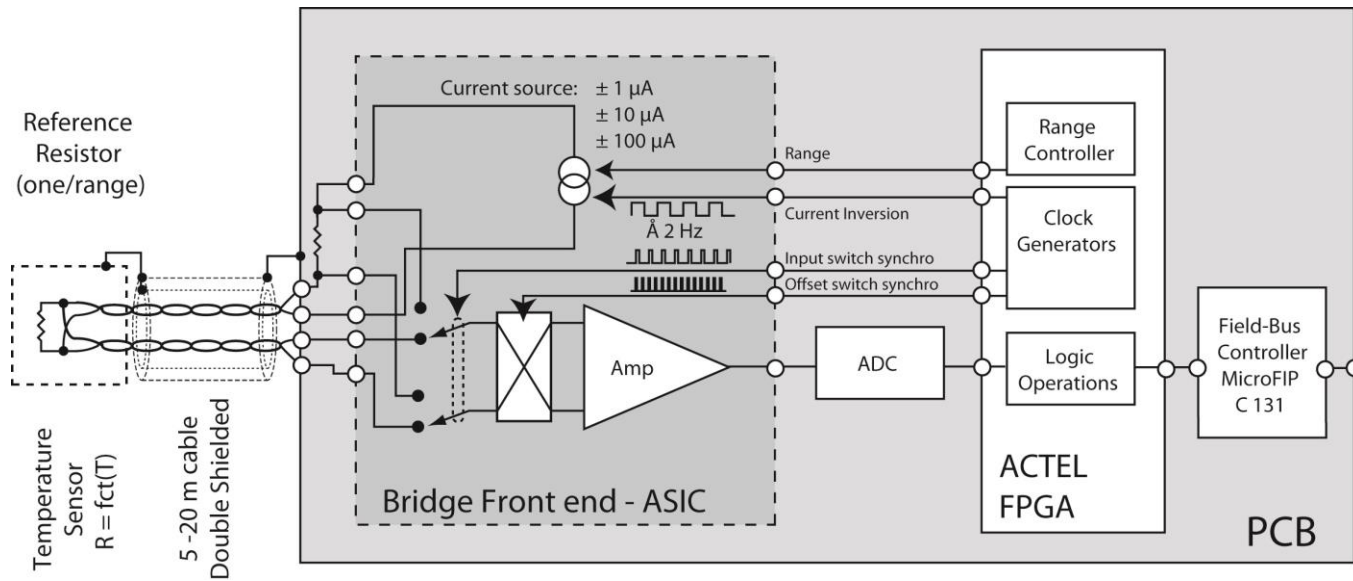 Reference
Resistor
(one/range)
Temperature
Sensor
R = fct(T)
5 -20 m cable
Double Shielded
Current source: ± 1 µA
± 10 µA
± 100 µA
Range
Current Inversion
Å 2 Hz
Input switch synchro
Offset switch synchro
Amp
Bridge Front end - ASIC
ADC
Range
Controller
Clock
Generators
Logic
Operations
ACTEL
FPGA
Field-Bus
Controller
MicroFIP
C 131
PCB